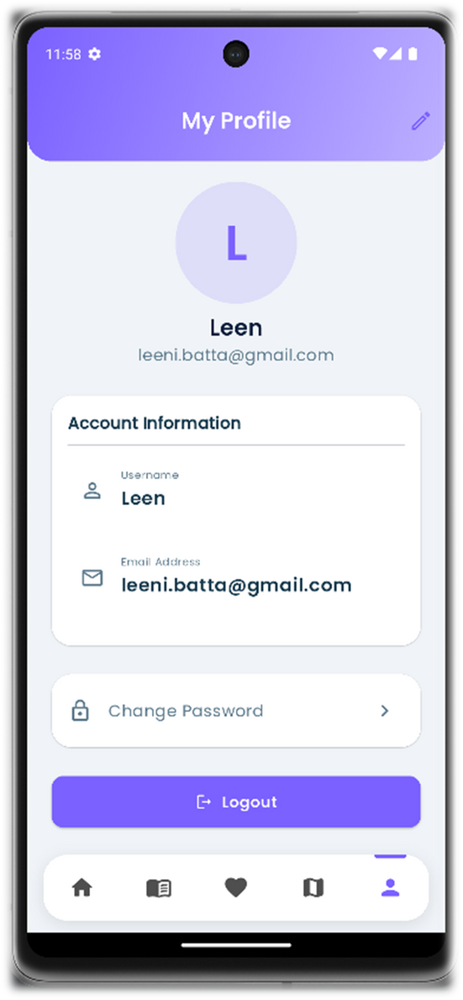 11:58
My Profile
L
Leen
leeni.batta@gmail.com
Account Information
Username
Leen
Email Address
leeni.batta@gmail.com
Change Password
Logout